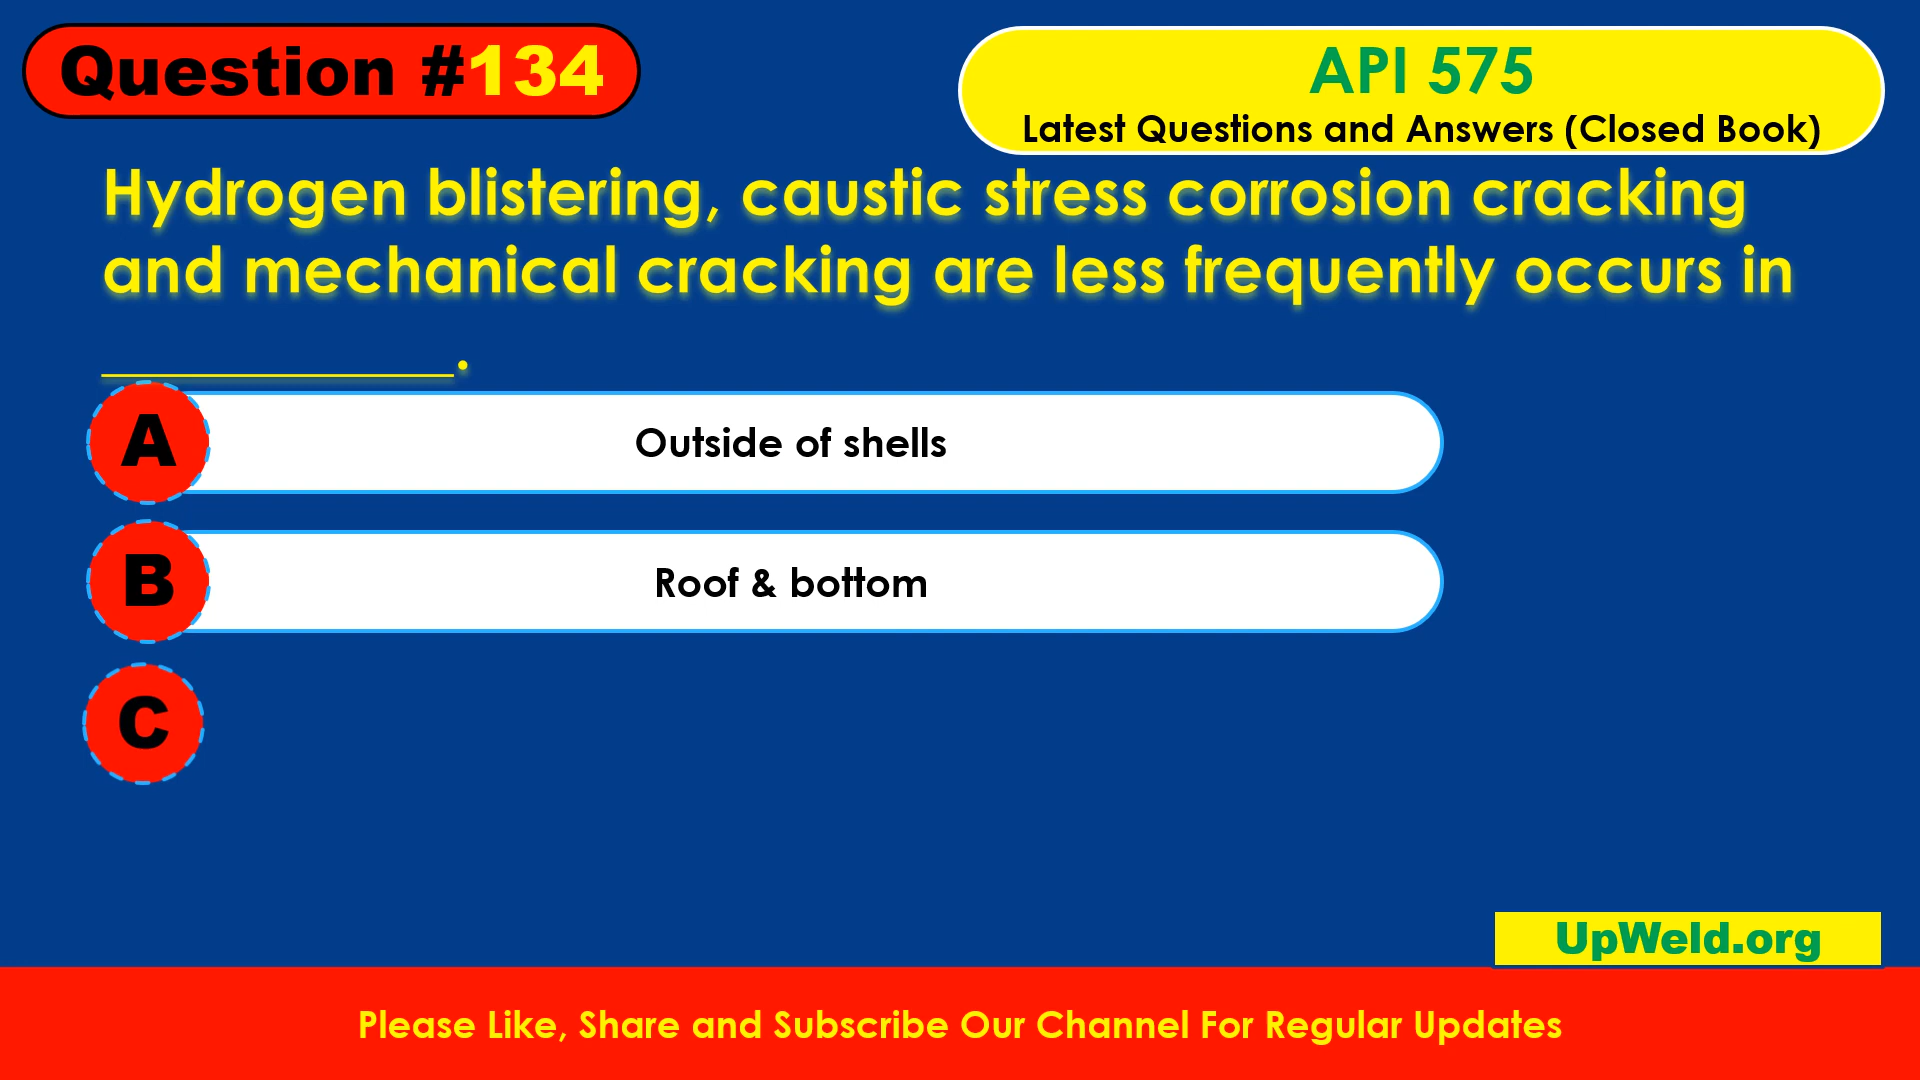 Question #134
API 575
Latest Questions and Answers (Closed Book)
Hydrogen blistering, caustic stress corrosion cracking
and mechanical cracking are less frequently occurs in
____________.
A
Outside of shells
B
Roof & bottom
C
UpWeld.org
Please Like, Share and Subscribe Our Channel For Regular Updates